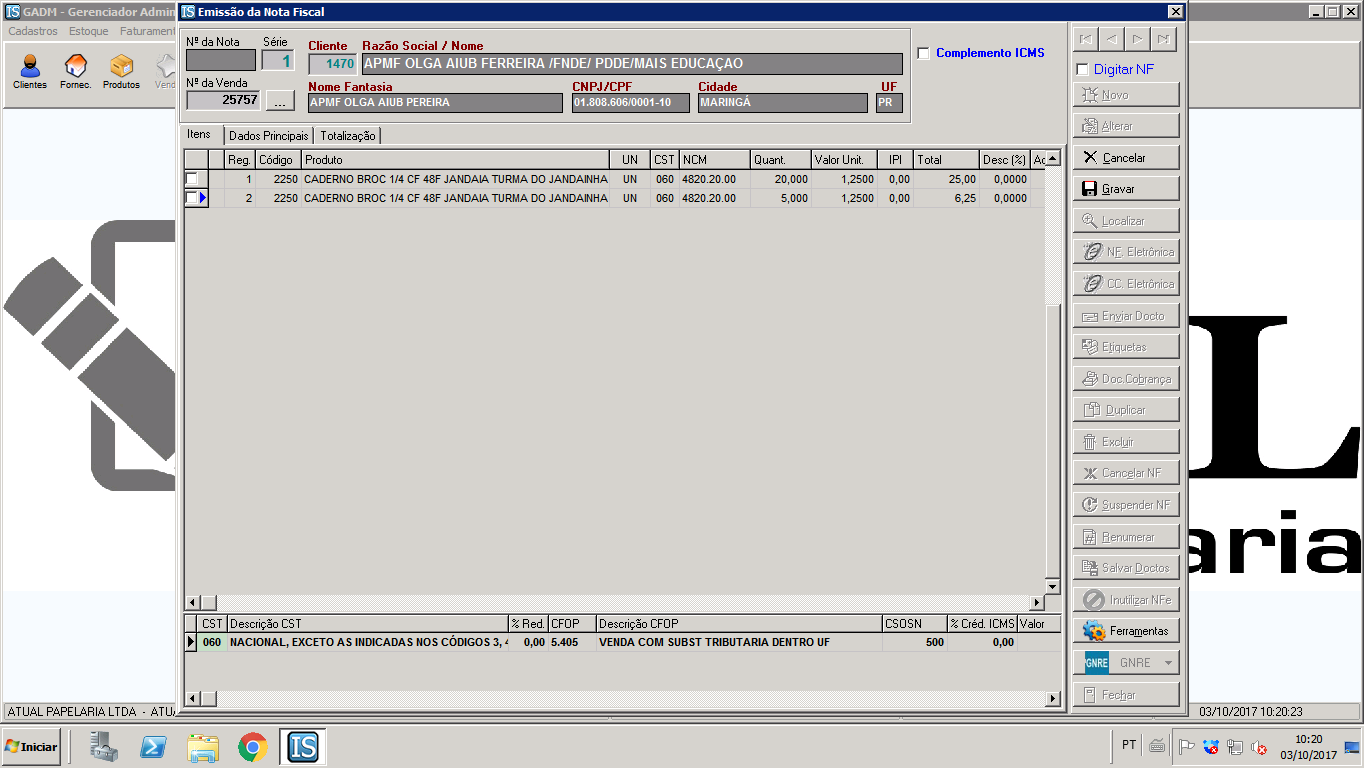 GADM - Gerenciador Admin
Emissão da Nota Fiscal
Cadastros Estoque Faturament
Clientes Fornec. Produtos Vend
Nº da Nota Série
1
Nº da Venda
25757 ...
Cliente Razão Social / Nome
1470 APMF OLGA AIUB FERREIRA /FNDE/ PDDE/MAIS EDUCAÇAO
Nome Fantasia CNPJ/CPF Cidade UF
APMF OLGA AIUB PEREIRA 01.808.606/0001-10 MARINGÁ PR
Complemento ICMS
Itens Dados Principais Totalização
Reg. Código Produto UN CST NCM Quant. Valor Unit. IPI Total Desc (%) Ac
1 2250 CADERNO BROC 1/4 CF 48F JANDAIA TURMA DO JANDAINHA UN 060 4820.20.00 20,000 1,2500 0,00 25,00 0,0000
2 2250 CADERNO BROC 1/4 CF 48F JANDAIA TURMA DO JANDAINHA UN 060 4820.20.00 5,000 1,2500 0,00 6,25 0,0000
CST Descrição CST % Red. CFOP Descrição CFOP CSOSN % Créd. ICMS Valor
060 NACIONAL, EXCETO AS INDICADAS NOS CÓDIGOS 3, 4 0,00 5.405 VENDA COM SUBST TRIBUTARIA DENTRO UF 500 0,00
Digitar NF
Novo
Alterar
Cancelar
Gravar
Localizar
NF. Eletrônica
CC. Eletrônica
Enviar Docto
Etiquetas
Doc.Cobrança
Duplicar
Excluir
Cancelar NF
Suspender NF
Renumerar
Salvar Doctos
Inutilizar NFe
Ferramentas
GNRE GNRE
Fechar
L
aria
ATUAL PAPELARIA LTDA - ATUA
03/10/2017 10:20:23
Iniciar
IS
PT
10:20
03/10/2017